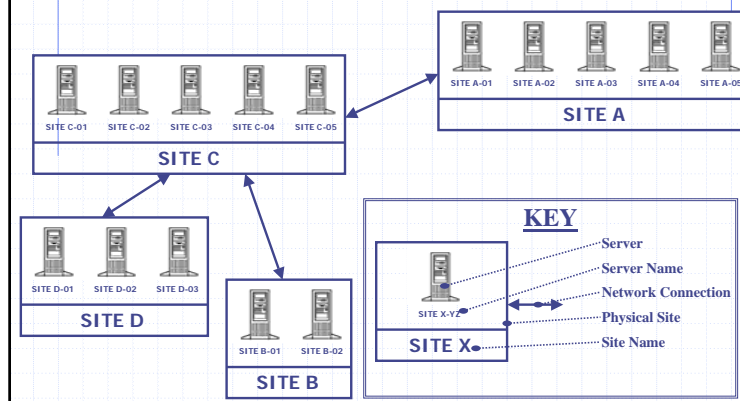 SITE A-01 SITE A-02 SITE A-03 SITE A-04 SITE A-05
SITE A
SITE C-01 SITE C-02 SITE C-03 SITE C-04 SITE C-05
SITE C
SITE D-01 SITE D-02 SITE D-03
SITE D
SITE B-01 SITE B-02
SITE B
KEY
Server
Server Name
Network Connection
Physical Site
Site Name
SITE X-YZ
SITE X